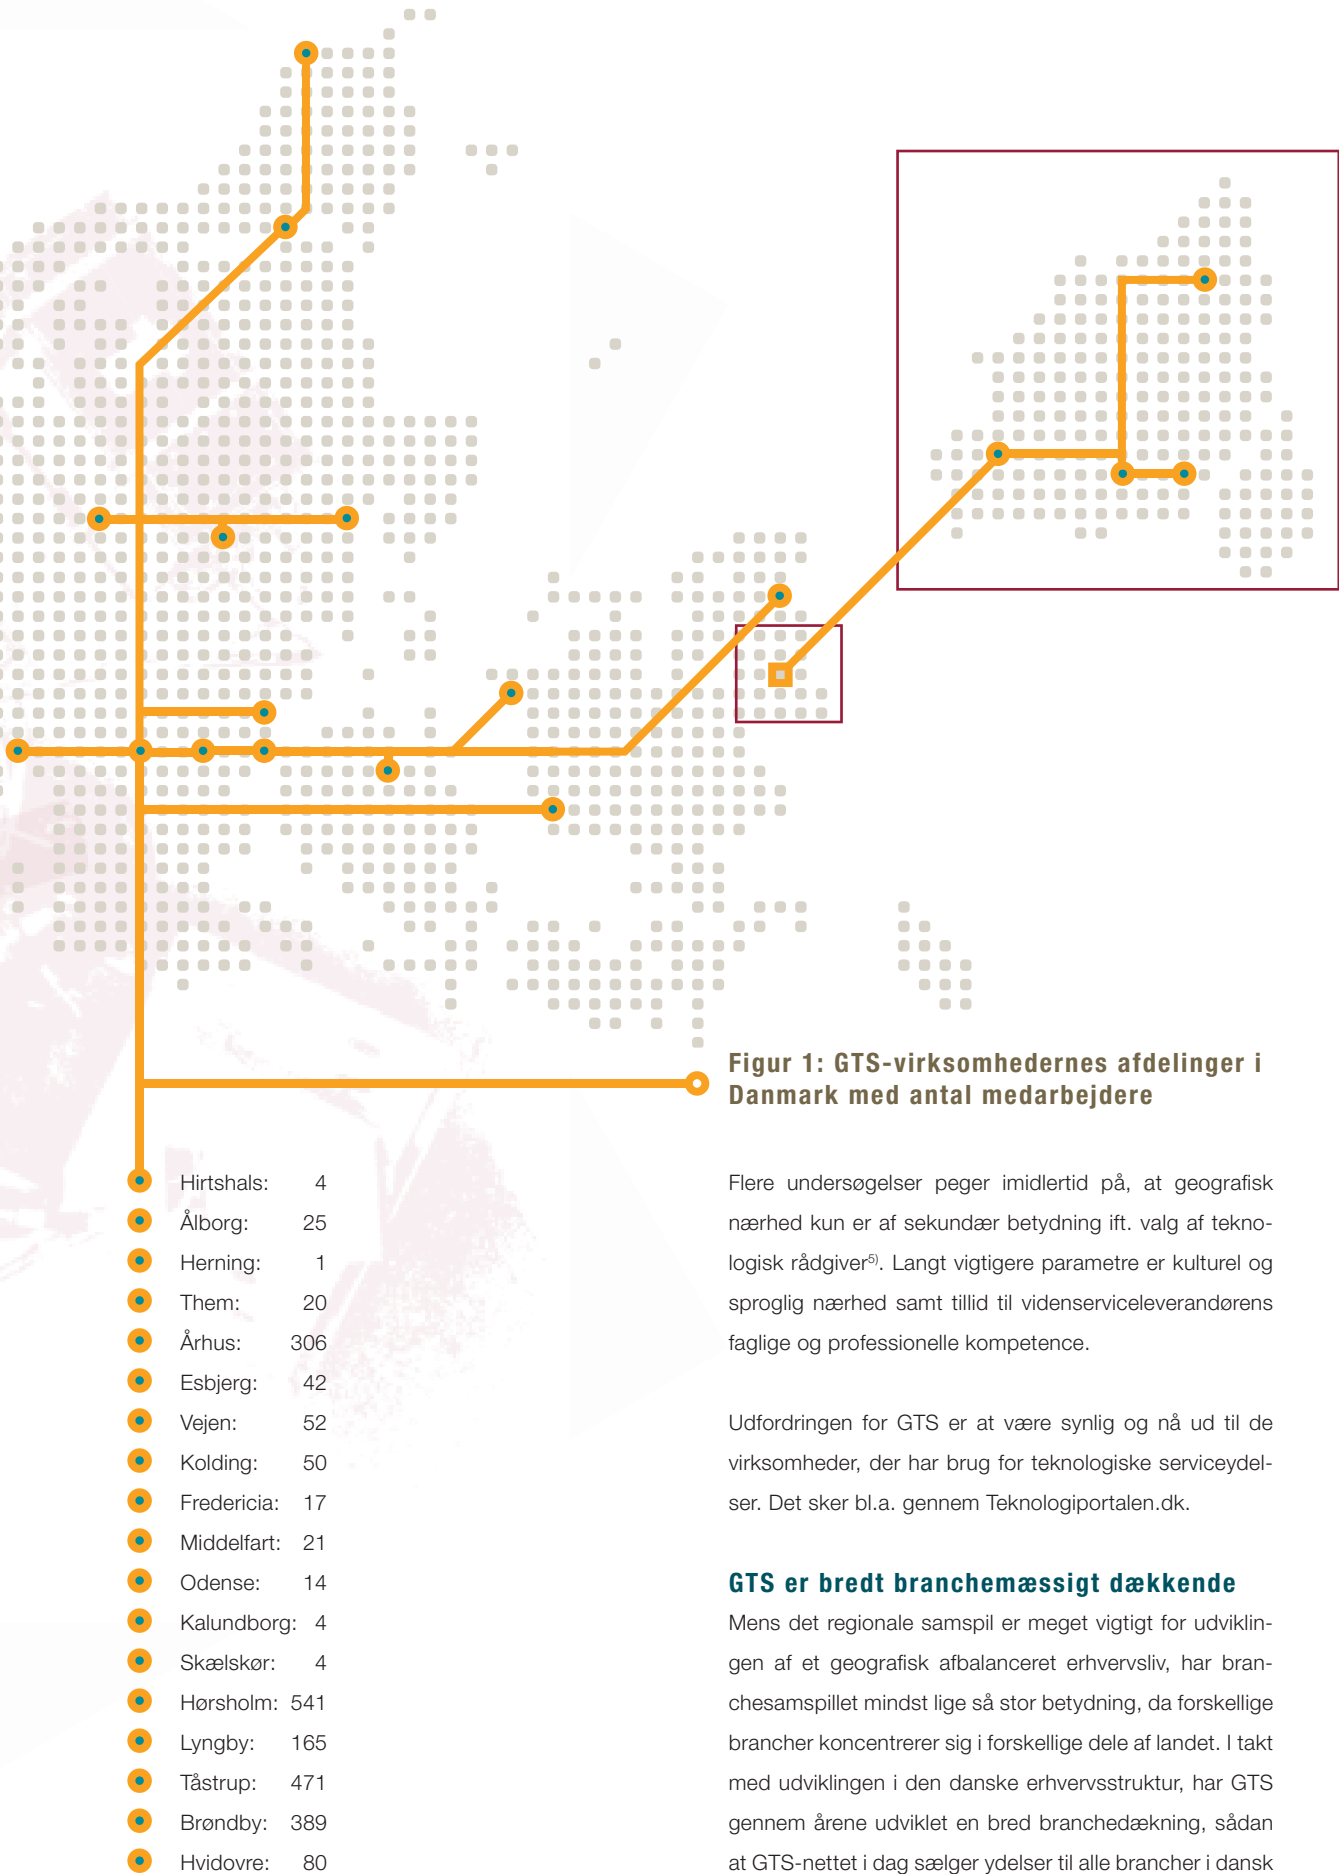 Figur 1: GTS-virksomhedernes afdelinger i
Danmark med antal medarbejdere
Hirtshals: 4
Ålborg: 25
Herning: 1
Them: 20
Århus: 306
Esbjerg: 42
Vejen: 52
Kolding: 50
Fredericia: 17
Middelfart: 21
Odense: 14
Kalundborg: 4
Skælskør: 4
Hørsholm: 541
Lyngby: 165
Tåstrup: 471
Brøndby: 389
Hvidovre: 80
Flere undersøgelser peger imidlertid på, at geografisk
nærhed kun er af sekundær betydning ift. valg af tekno-
logisk rådgiver5). Langt vigtigere parametre er kulturel og
sproglig nærhed samt tillid til videnserviceleverandørens
faglige og professionelle kompetence.
Udfordringen for GTS er at være synlig og nå ud til de
virksomheder, der har brug for teknologiske serviceydel-
ser. Det sker bl.a. gennem Teknologiportalen.dk.
GTS er bredt branchemæssigt dækkende
Mens det regionale samspil er meget vigtigt for udviklin-
gen af et geografisk afbalanceret erhvervsliv, har bran-
chesamspillet mindst lige så stor betydning, da forskellige
brancher koncentrerer sig i forskellige dele af landet. I takt
med udviklingen i den danske erhvervsstruktur, har GTS
gennem årene udviklet en bred branchedækning, sådan
at GTS-nettet i dag sælger ydelser til alle brancher i dansk